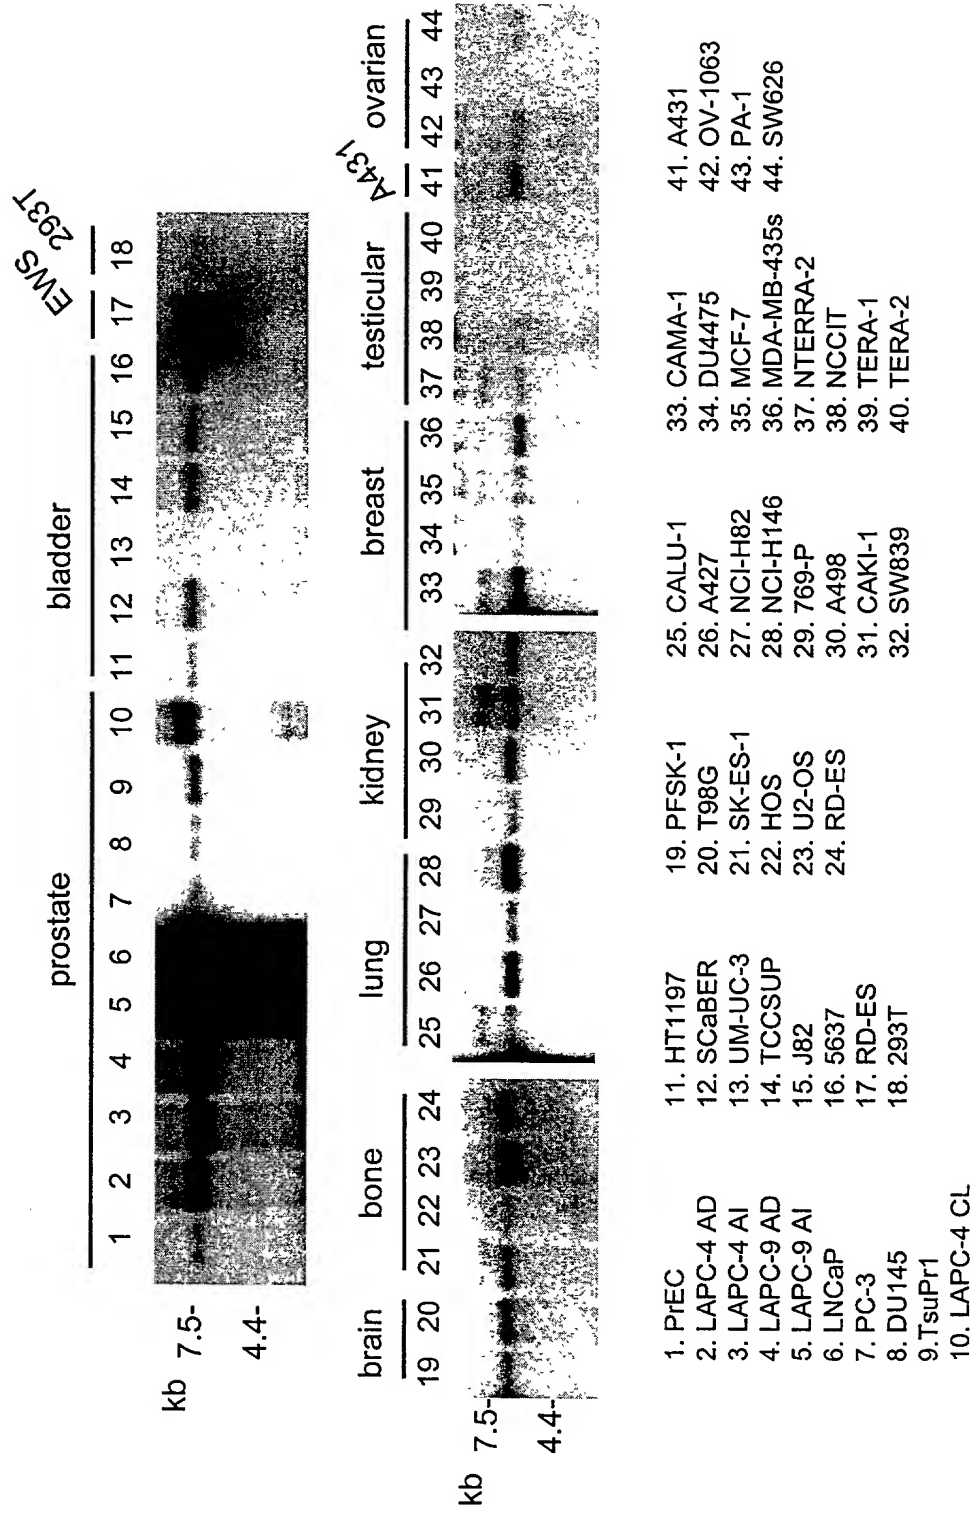 prostate bladder EWS 293T
1 2 3 4 5 6 7 8 9 10 11 12 13 14 15 16 17 18
kb
7.5-
4.4-
brain bone lung kidney breast testicular A431 ovarian
19 20 21 22 23 24 25 26 27 28 29 30 31 32 33 34 35 36 37 38 39 40 41 42 43 44
kb
7.5-
4.4-
1. PrEC
2. LAPC-4 AD
3. LAPC-4 AI
4. LAPC-9 AD
5. LAPC-9 AI
6. LNCaP
7. PC-3
8. DU145
9.TsuPr1
10. LAPC-4 CL
11. HT1197
12. SCaBER
13. UM-UC-3
14. TCCSUP
15. J82
16. 5637
17. RD-ES
18. 293T
19. PFSK-1
20. T98G
21. SK-ES-1
22. HOS
23. U2-OS
24. RD-ES
25. CALU-1
26. A427
27. NCI-H82
28. NCI-H146
29. 769-P
30. A498
31. CAKI-1
32. SW839
33. CAMA-1
34. DU4475
35. MCF-7
36. MDA-MB-435s
37. NTERRA-2
38. NCCIT
39. TERA-1
40. TERA-2
41. A431
42. OV-1063
43. PA-1
44. SW626